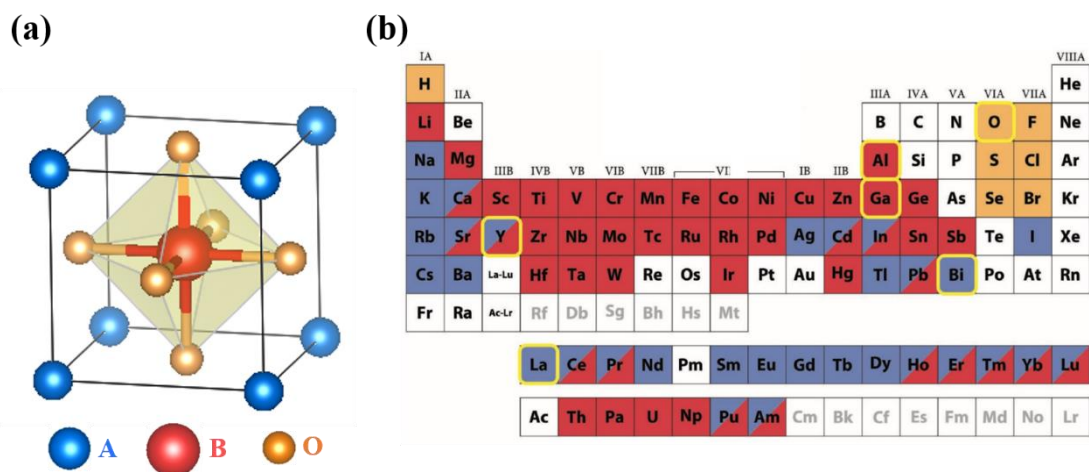 (a)
A B O
(b)
IA VIIIA
H He
IIA IIIA IVA VA VIA VIIA
Li Be B C N O F Ne
Na Mg Al Si P S Cl Ar
IIIB IVB VB VIB VIIB VII IB IIB
K Ca Sc Ti V Cr Mn Fe Co Ni Cu Zn Ga Ge As Se Br Kr
Rb Sr Y Zr Nb Mo Tc Ru Rh Pd Ag Cd In Sn Sb Te I Xe
Cs Ba La-Lu Hf Ta W Re Os Ir Pt Au Hg Tl Pb Bi Po At Rn
Fr Ra Ac-Lr Rf Db Sg Bh Hs Mt
La Ce Pr Nd Pm Sm Eu Gd Tb Dy Ho Er Tm Yb Lu
Ac Th Pa U Np Pu Am Cm Bk Cf Es Fm Md No Lr